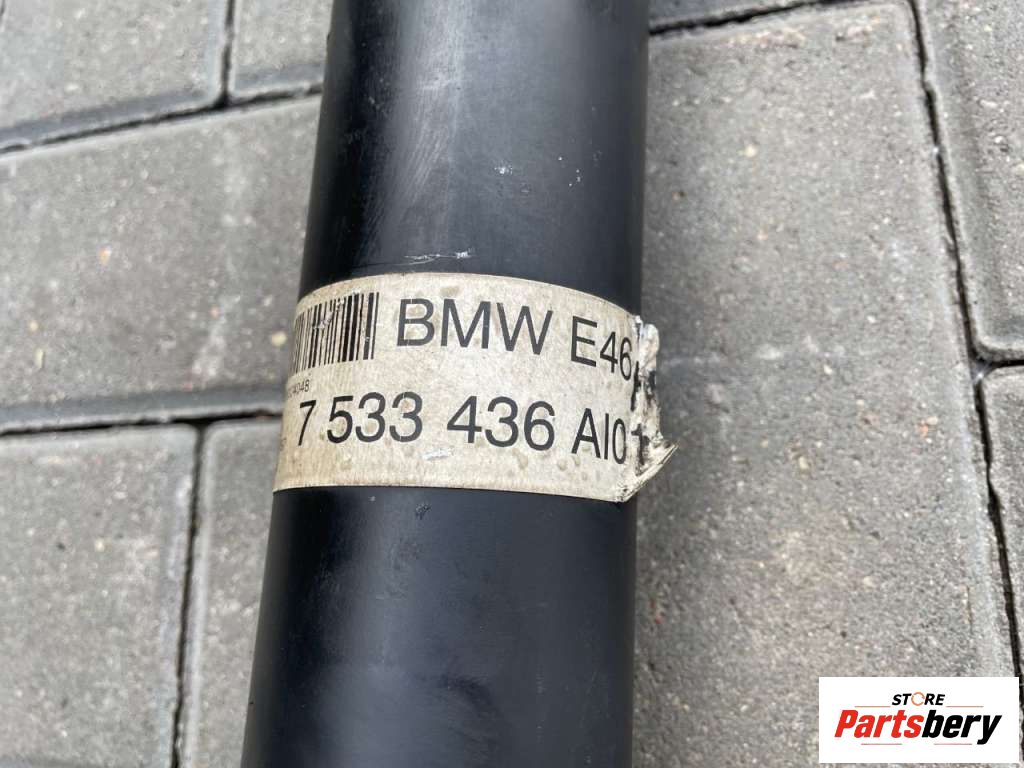 BMW E46
7 533 436 AI01
STORE
Partsbery